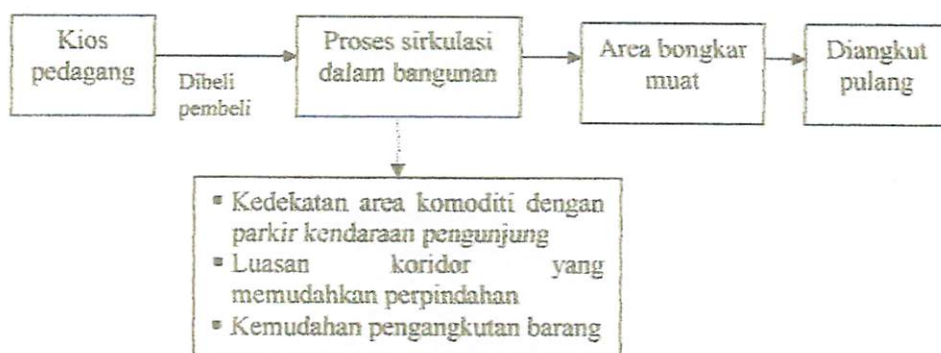 Kios
pedagang
Dibeli
pembeli
Proses sirkulasi
dalam bangunan
Area bongkar
muat
Diangkut
pulang
▪ Kedekatan area komoditi dengan
parkir kendaraan pengunjung
▪ Luasan koridor yang
memudahkan perpindahan
▪ Kemudahan pengangkutan barang